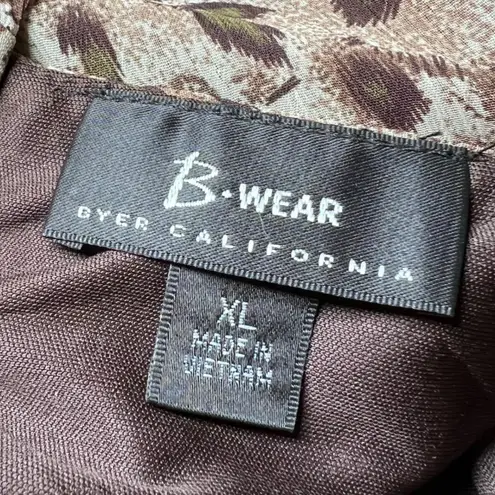 B·WEAR
BYER CALIFORNIA
XL
MADE IN
VIETNAM